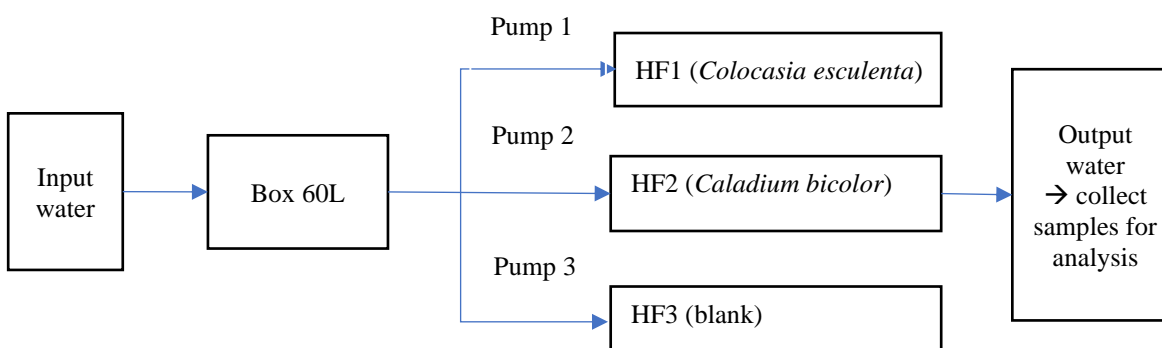 Input
water
Box 60L
Pump 1
HF1 (Colocasia esculenta)
Pump 2
HF2 (Caladium bicolor)
Pump 3
HF3 (blank)
Output
water
→ collect
samples for
analysis